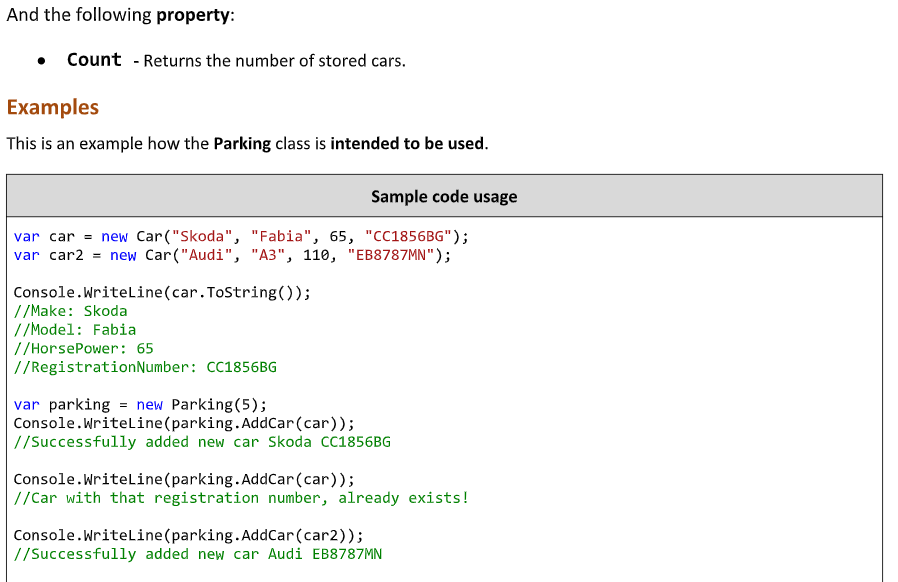 And the following property:
• Count - Returns the number of stored cars.
Examples
This is an example how the Parking class is intended to be used.
Sample code usage
var car = new Car("Skoda", "Fabia", 65, "CC1856BG");
var car2 = new Car("Audi", "A3", 110, "EB8787MN");
Console.WriteLine(car.ToString());
//Make: Skoda
//Model: Fabia
//HorsePower: 65
//RegistrationNumber: CC1856BG
var parking = new Parking(5);
Console.WriteLine(parking.AddCar(car));
//Successfully added new car Skoda CC1856BG
Console.WriteLine(parking.AddCar(car));
//Car with that registration number, already exists!
Console.WriteLine(parking.AddCar(car2));
//Successfully added new car Audi EB8787MN